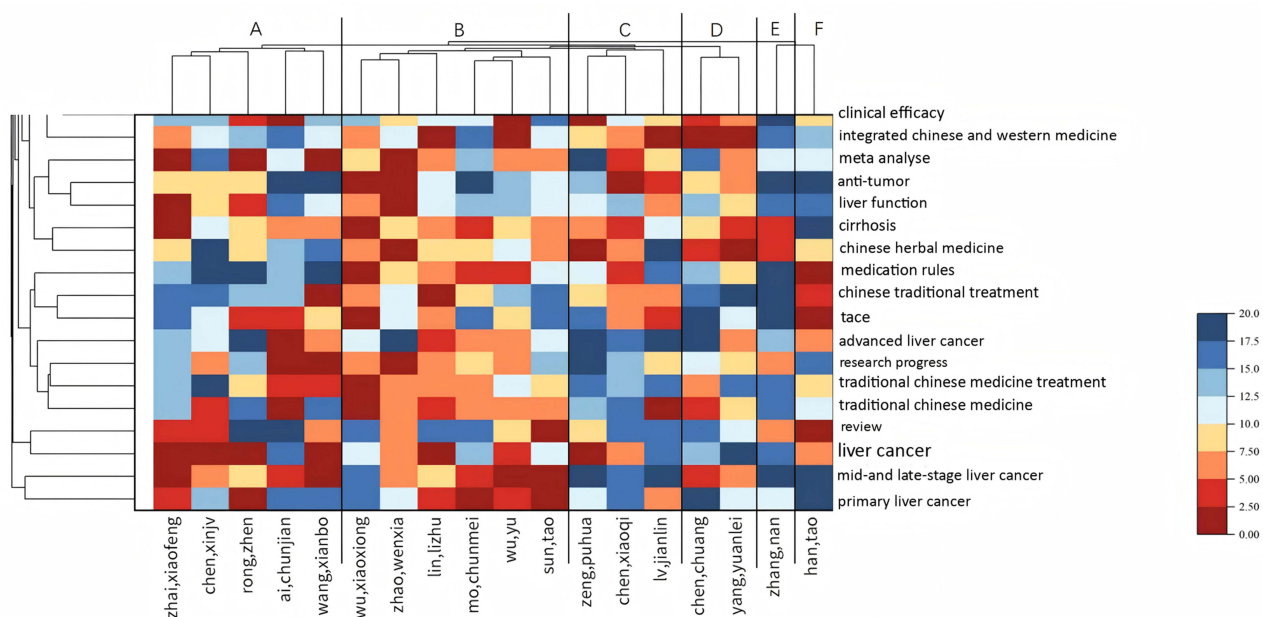 A B C D E F
clinical efficacy
integrated chinese and western medicine
meta analyse
anti-tumor
liver function
cirrhosis
chinese herbal medicine
medication rules
chinese traditional treatment
tace
advanced liver cancer
research progress
traditional chinese medicine treatment
traditional chinese medicine
review
liver cancer
mid-and late-stage liver cancer
primary liver cancer
zhai,xiaofeng
chen,xinjv
rong,zhen
ai,chunjian
wang,xianbo
wu,xiaoxiong
zhao,wenxia
lin,lizhu
mo,chunmei
wu,yu
sun,tao
zeng,puhua
chen,xiaoqi
lv,jianlin
chen,chuang
yang,yuanlei
zhang,nan
han,tao
20.0
17.5
15.0
12.5
10.0
7.50
5.00
2.50
0.00